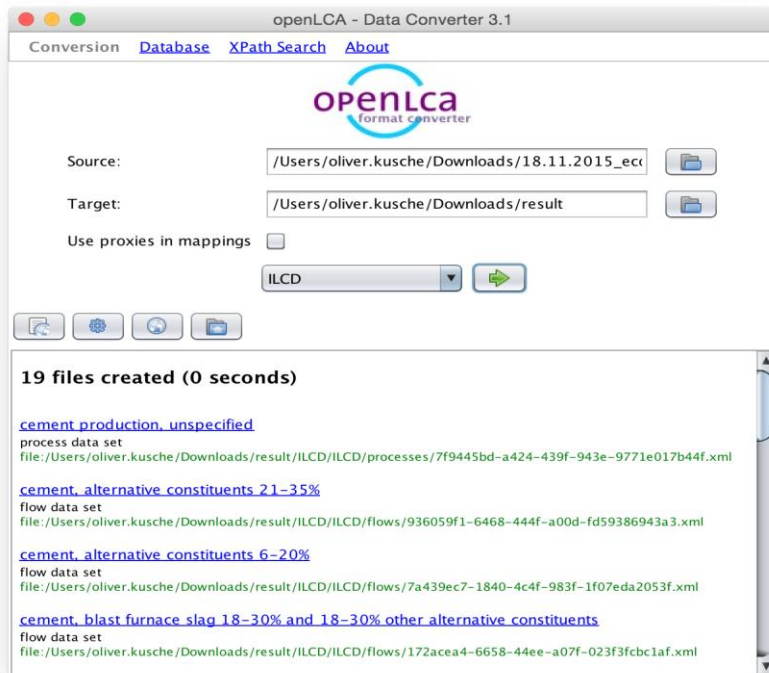 openLCA - Data Converter 3.1
Conversion Database XPath Search About
openLca
format converter
Source: /Users/oliver.kusche/Downloads/18.11.2015_ec
Target: /Users/oliver.kusche/Downloads/result
Use proxies in mappings
ILCD
19 files created (0 seconds)
cement production, unspecified
process data set
file:/Users/oliver.kusche/Downloads/result/ILCD/ILCD/processes/7f9445bd-a424-439f-943e-9771e017b44f.xml
cement, alternative constituents 21-35%
flow data set
file:/Users/oliver.kusche/Downloads/result/ILCD/ILCD/flows/936059f1-6468-444f-a00d-fd59386943a3.xml
cement, alternative constituents 6-20%
flow data set
file:/Users/oliver.kusche/Downloads/result/ILCD/ILCD/flows/7a439ec7-1840-4c4f-983f-1f07eda2053f.xml
cement, blast furnace slag 18-30% and 18-30% other alternative constituents
flow data set
file:/Users/oliver.kusche/Downloads/result/ILCD/ILCD/flows/172acea4-6658-44ee-a07f-023f3fcbc1af.xml